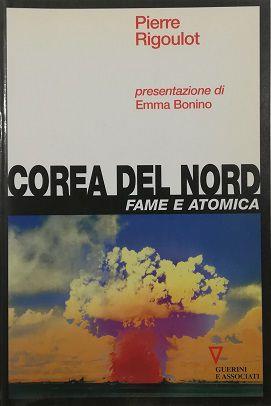 Pierre
Rigoulot
presentazione di
Emma Bonino
COREA DEL NORD
FAME E ATOMICA
GUERINI
E ASSOCIATI